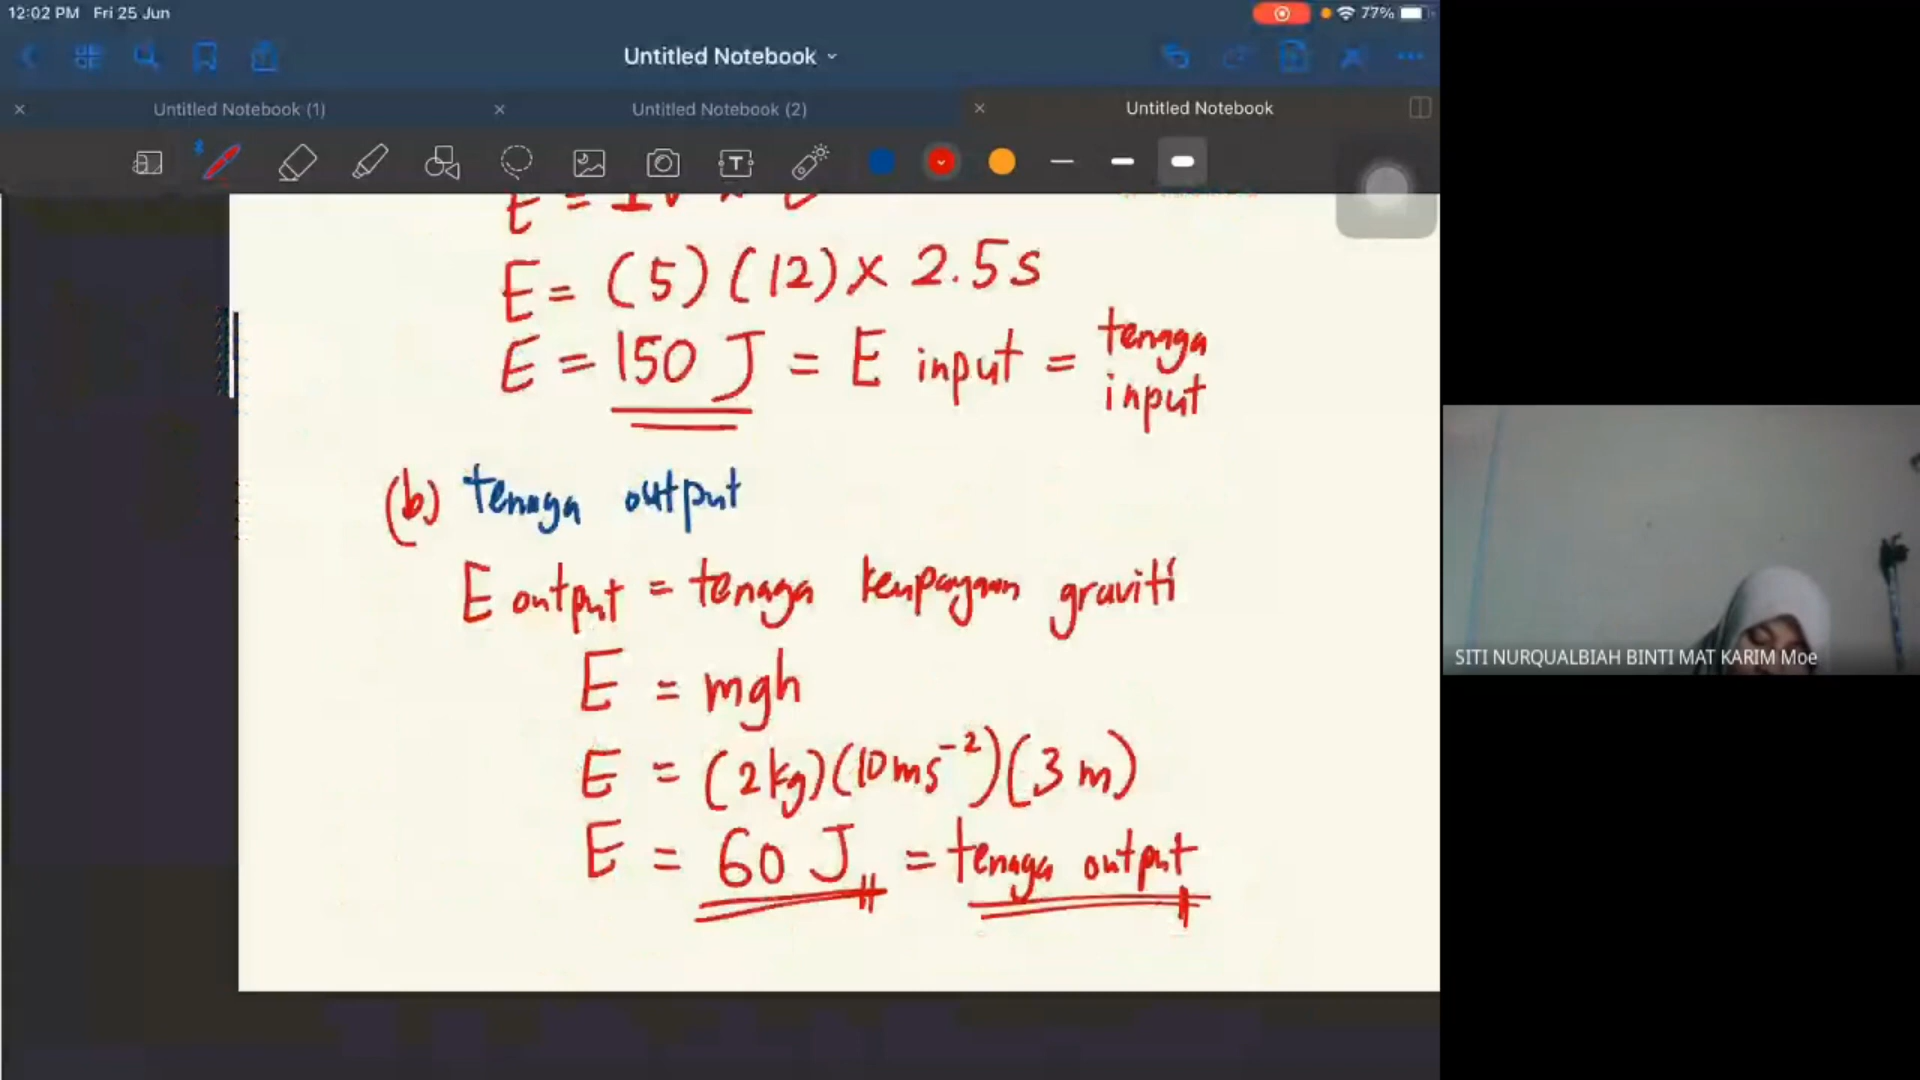 12:02 PM Fri 25 Jun
77%
Untitled Notebook
Untitled Notebook (1)
Untitled Notebook (2)
Untitled Notebook
E = (5)(12) × 2.5s
E = 150 J = E input = tenaga input
(b) tenaga output
E output = tenaga keupayaan graviti
E = mgh
E = (2kg)(10ms⁻²)(3 m)
E = 60 J = tenaga output
SITI NURQUALBIAH BINTI MAT KARIM Moe